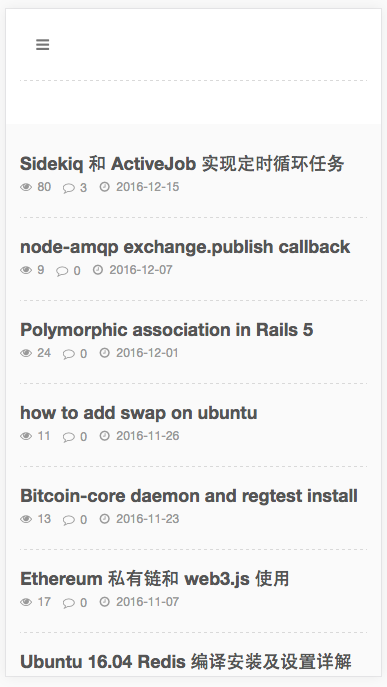 Sidekiq 和 ActiveJob 实现定时循环任务
80 3 2016-12-15
node-amqp exchange.publish callback
9 0 2016-12-07
Polymorphic association in Rails 5
24 0 2016-12-01
how to add swap on ubuntu
11 0 2016-11-26
Bitcoin-core daemon and regtest install
13 0 2016-11-23
Ethereum 私有链和 web3.js 使用
17 0 2016-11-07
Ubuntu 16.04 Redis 编译安装及设置详解